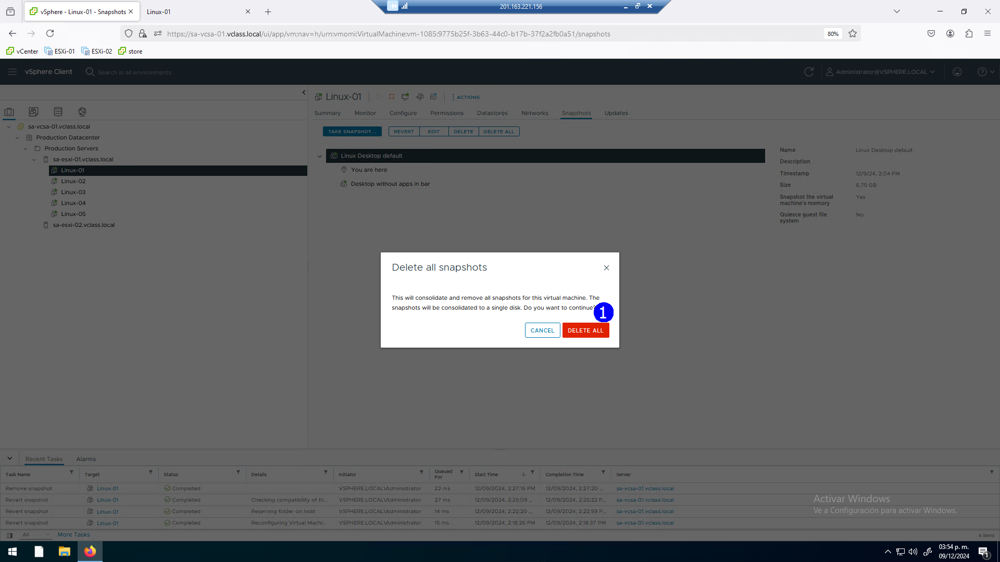 vSphere - Linux-01 - Snapshots
Linux-01
201.163.221.156
https://sa-vcsa-01.vclass.local/ui/app/vm;nav=h/urn:vmomi:VirtualMachine:vm-1085:9775b25f-3b63-44c0-b17b-37f2a2fb0a51/snapshots
80%
vCenter ESXi-01 ESXi-02 store
vSphere Client
Search in all environments
Administrator@VSPHERE.LOCAL
Linux-01
ACTIONS
Summary Monitor Configure Permissions Datastores Networks Snapshots Updates
sa-vcsa-01.vclass.local
Production Datacenter
Production Servers
sa-esxi-01.vclass.local
Linux-01
Linux-02
Linux-03
Linux-04
Linux-05
sa-esxi-02.vclass.local
TAKE SNAPSHOT... REVERT EDIT DELETE DELETE ALL
Linux Desktop default
You are here
Desktop without apps in bar
Name Linux Desktop default
Description
Timestamp 12/9/24, 2:04 PM
Size 6.75 GB
Snapshot the virtual Yes
machine's memory
Quiesce guest file No
system
Delete all snapshots
This will consolidate and remove all snapshots for this virtual machine. The
snapshots will be consolidated to a single disk. Do you want to continue?
1
CANCEL DELETE ALL
Recent Tasks Alarms
Task Name Target Status Details Initiator Queued For Start Time Completion Time Server
Remove snapshot Linux-01 Completed VSPHERE.LOCAL\Administrator 22 ms 12/09/2024, 2:27:16 PM 12/09/2024, 2:27:20 ... sa-vcsa-01.vclass.local
Revert snapshot Linux-01 Completed Checking compatibility of th... VSPHERE.LOCAL\Administrator 27 ms 12/09/2024, 2:25:09 ... 12/09/2024, 2:25:22 P... sa-vcsa-01.vclass.local
Revert snapshot Linux-01 Completed Reserving folder on host VSPHERE.LOCAL\Administrator 14 ms 12/09/2024, 2:22:20 ... 12/09/2024, 2:22:59 P... sa-vcsa-01.vclass.local
Revert snapshot Linux-01 Completed Reconfiguring Virtual Machi... VSPHERE.LOCAL\Administrator 15 ms 12/09/2024, 2:18:26 PM 12/09/2024, 2:18:37 PM sa-vcsa-01.vclass.local
All More Tasks
4 items
Activar Windows
Ve a Configuración para activar Windows.
03:54 p. m.
09/12/2024
1